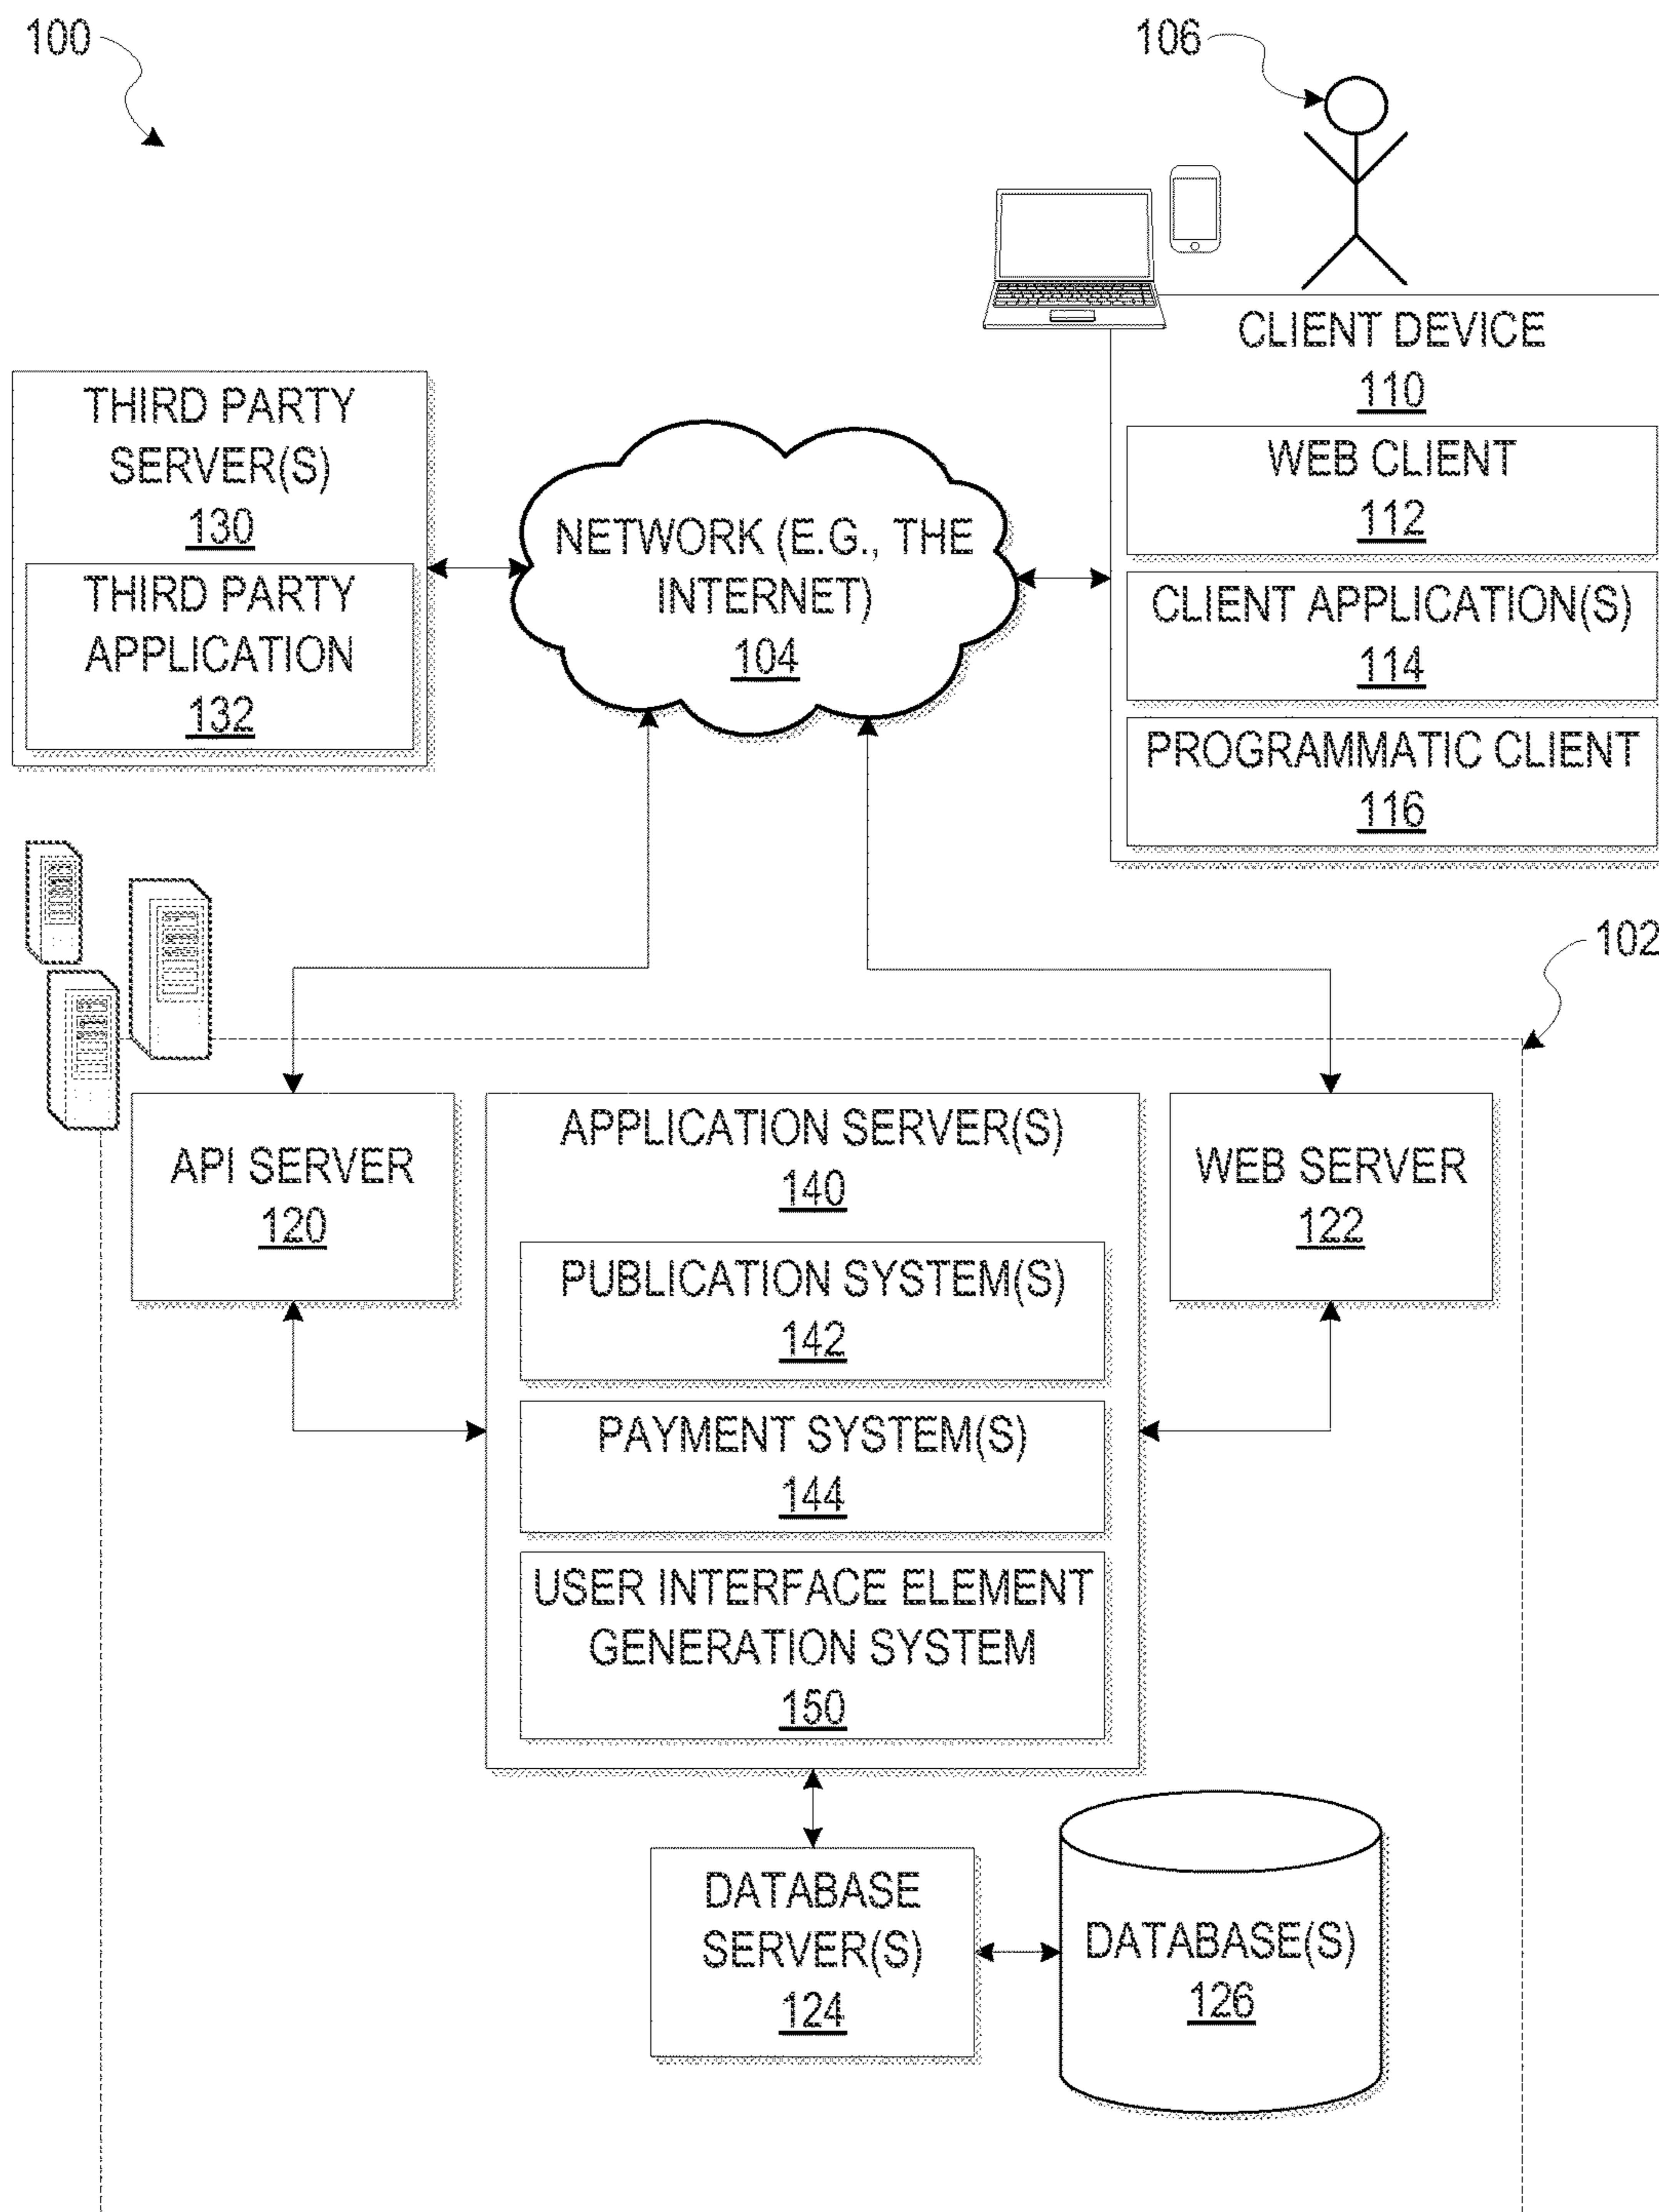 100
106
CLIENT DEVICE
110
WEB CLIENT
112
CLIENT APPLICATION(S)
114
PROGRAMMATIC CLIENT
116
THIRD PARTY
SERVER(S)
130
THIRD PARTY
APPLICATION
132
NETWORK (E.G., THE
INTERNET)
104
102
API SERVER
120
APPLICATION SERVER(S)
140
PUBLICATION SYSTEM(S)
142
PAYMENT SYSTEM(S)
144
USER INTERFACE ELEMENT
GENERATION SYSTEM
150
WEB SERVER
122
DATABASE
SERVER(S)
124
DATABASE(S)
126